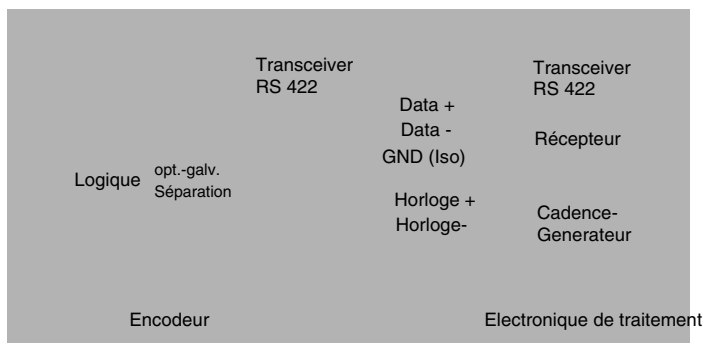 Transceiver
RS 422
Transceiver
RS 422
Data +
Data -
GND (Iso)
Récepteur
Logique
opt.-galv.
Séparation
Horloge +
Horloge-
Cadence-
Generateur
Encodeur
Electronique de traitement